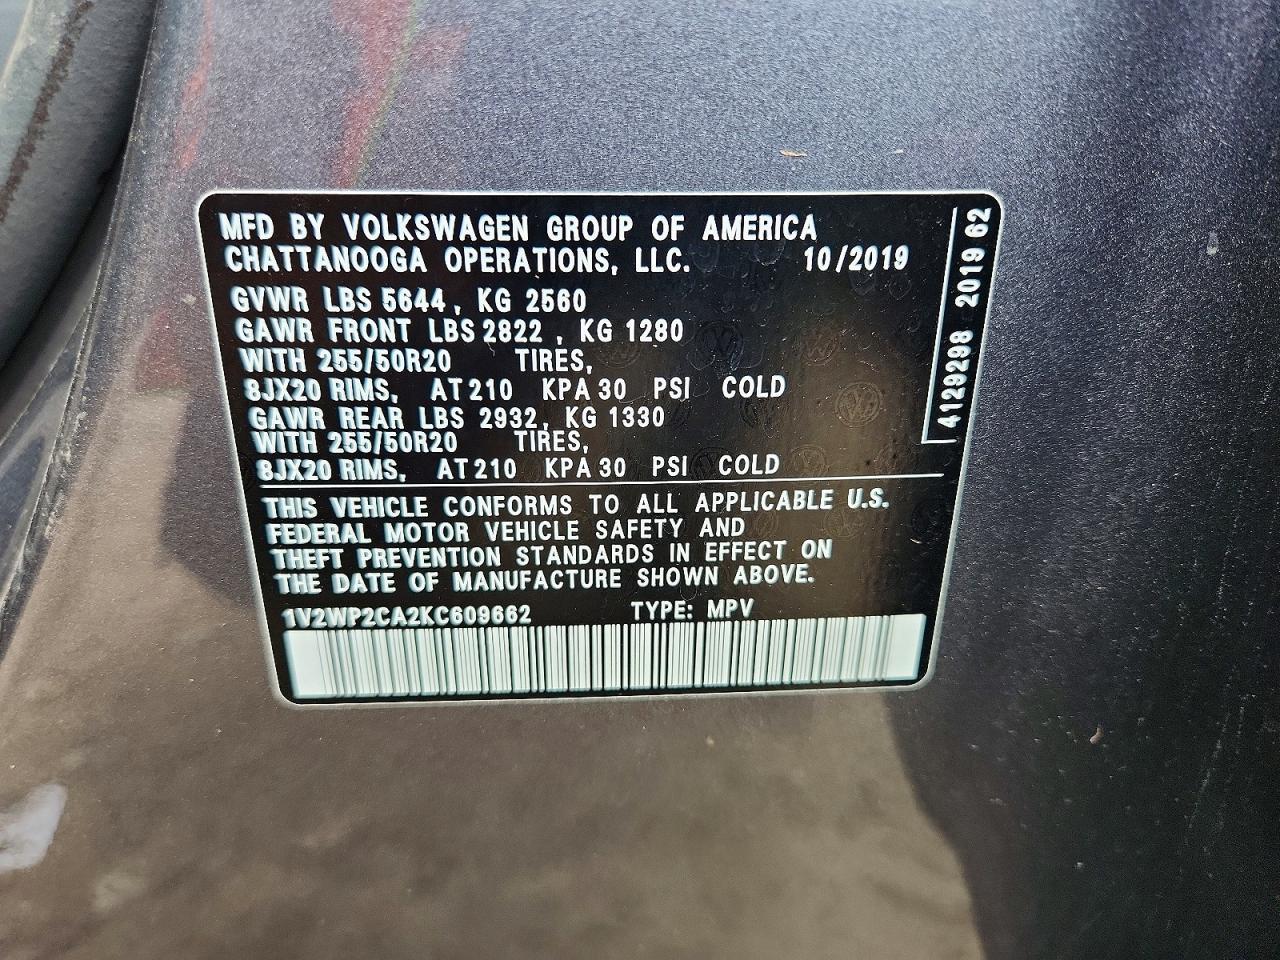 MFD BY VOLKSWAGEN GROUP OF AMERICA
CHATTANOOGA OPERATIONS, LLC. 10/2019
GVWR LBS 5644, KG 2560
GAWR FRONT LBS 2822 , KG 1280
WITH 255/50R20 TIRES,
8JX20 RIMS, AT 210 KPA 30 PSI COLD
GAWR REAR LBS 2932, KG 1330
WITH 255/50R20 TIRES,
8JX20 RIMS, AT 210 KPA 30 PSI COLD
THIS VEHICLE CONFORMS TO ALL APPLICABLE U.S.
FEDERAL MOTOR VEHICLE SAFETY AND
THEFT PREVENTION STANDARDS IN EFFECT ON
THE DATE OF MANUFACTURE SHOWN ABOVE.
1V2WP2CA2KC609662 TYPE: MPV
4129298 2019 62